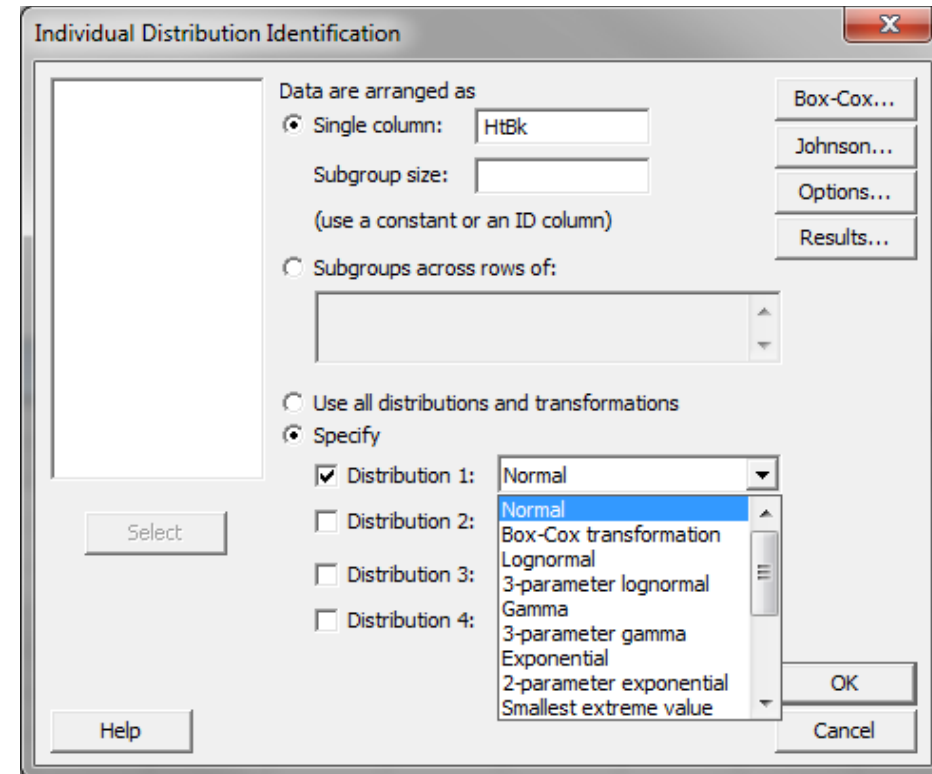 Individual Distribution Identification
Data are arranged as
Single column: HtBk
Subgroup size:
(use a constant or an ID column)
Subgroups across rows of:
Use all distributions and transformations
Specify
Distribution 1: Normal
Distribution 2:
Distribution 3:
Distribution 4:
Normal
Box-Cox transformation
Lognormal
3-parameter lognormal
Gamma
3-parameter gamma
Exponential
2-parameter exponential
Smallest extreme value
Box-Cox...
Johnson...
Options...
Results...
Select
Help
OK
Cancel